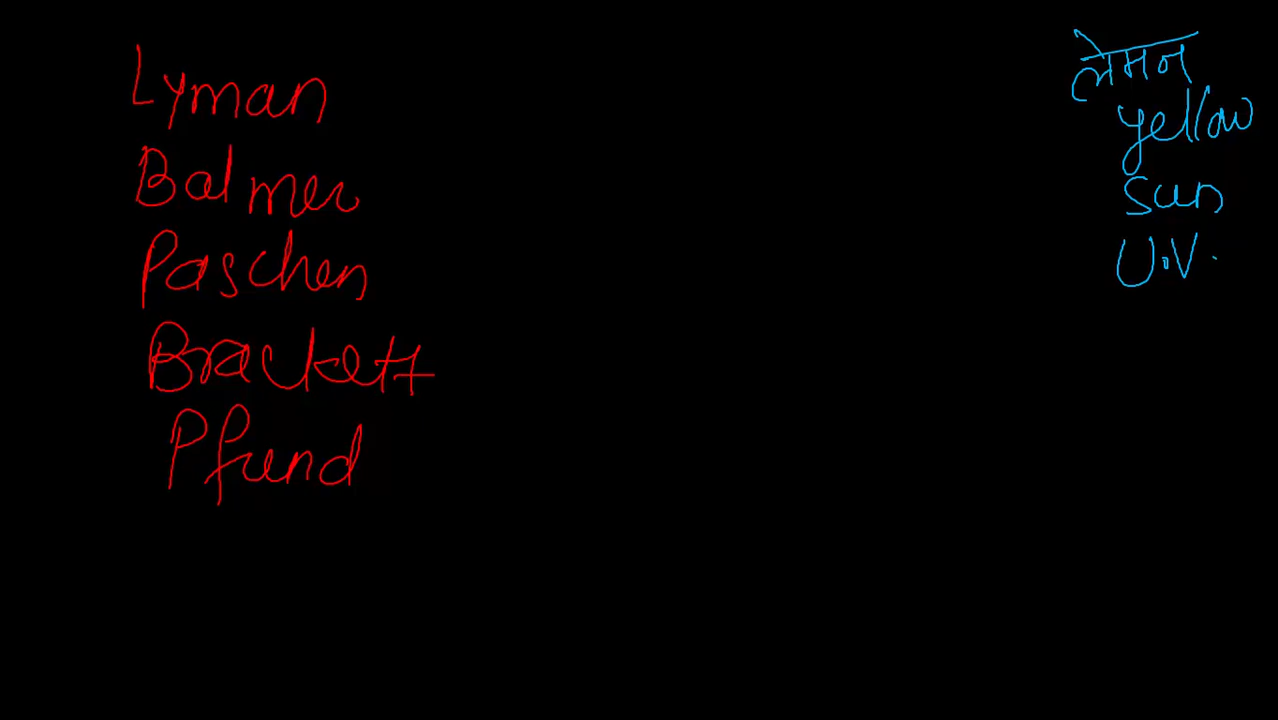 Lyman
Balmer
Paschen
Brackett
Pfund
लेमन
yellow
sun
U.V.